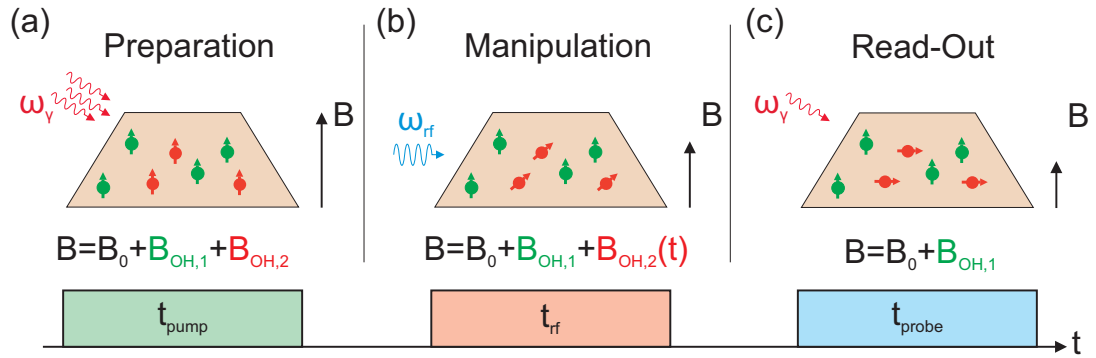 (a)
Preparation
ω_γ
B
B=B_0+B_OH,1+B_OH,2
t_pump
(b)
Manipulation
ω_rf
B
B=B_0+B_OH,1+B_OH,2(t)
t_rf
(c)
Read-Out
ω_γ
B
B=B_0+B_OH,1
t_probe
t